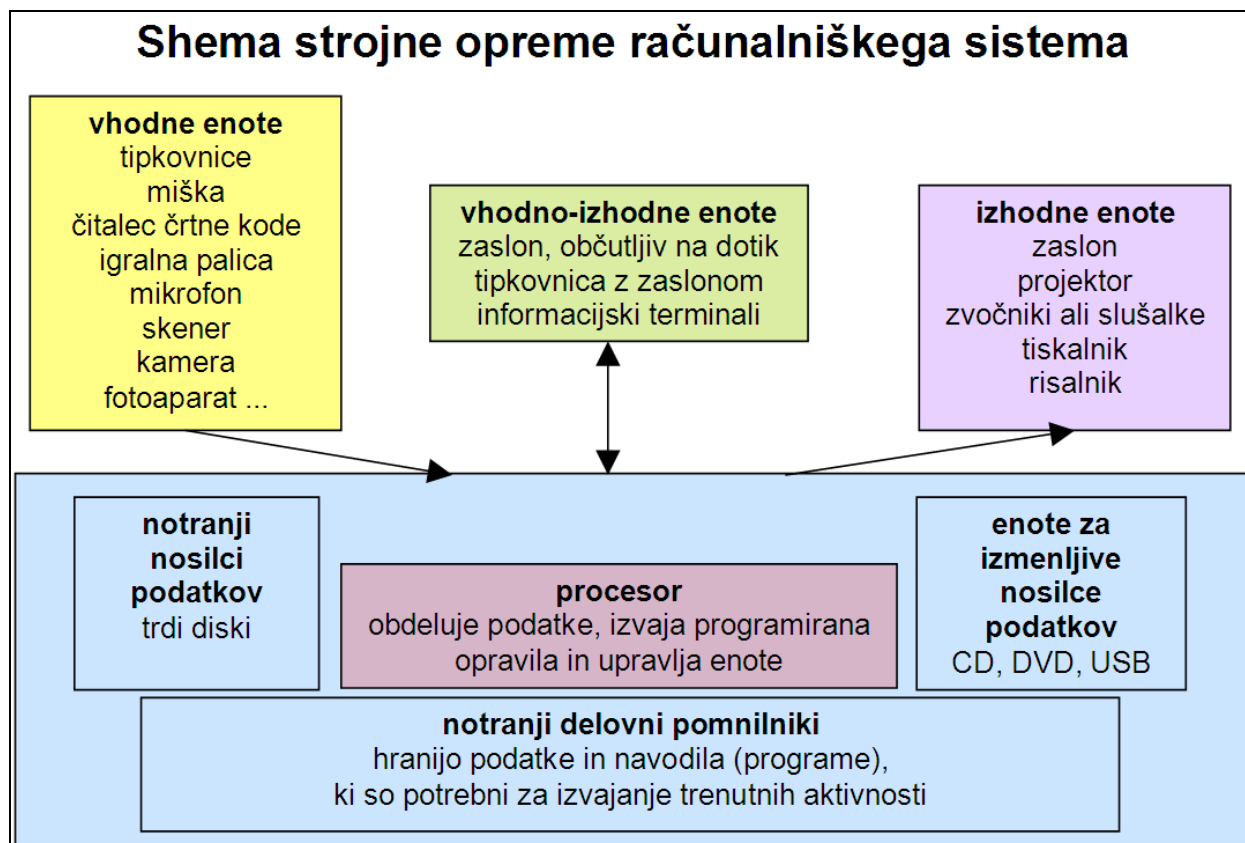 Shema strojne opreme računalniškega sistema
vhodne enote
tipkovnice
miška
čitalec črtne kode
igralna palica
mikrofon
skener
kamera
fotoaparat ...
vhodno-izhodne enote
zaslon, občutljiv na dotik
tipkovnica z zaslonom
informacijski terminali
izhodne enote
zaslon
projektor
zvočniki ali slušalke
tiskalnik
risalnik
notranji
nosilci
podatkov
trdi diski
procesor
obdeluje podatke, izvaja programirana
opravila in upravlja enote
enote za
izmenljive
nosilce
podatkov
CD, DVD, USB
notranji delovni pomnilniki
hranijo podatke in navodila (programe),
ki so potrebni za izvajanje trenutnih aktivnosti